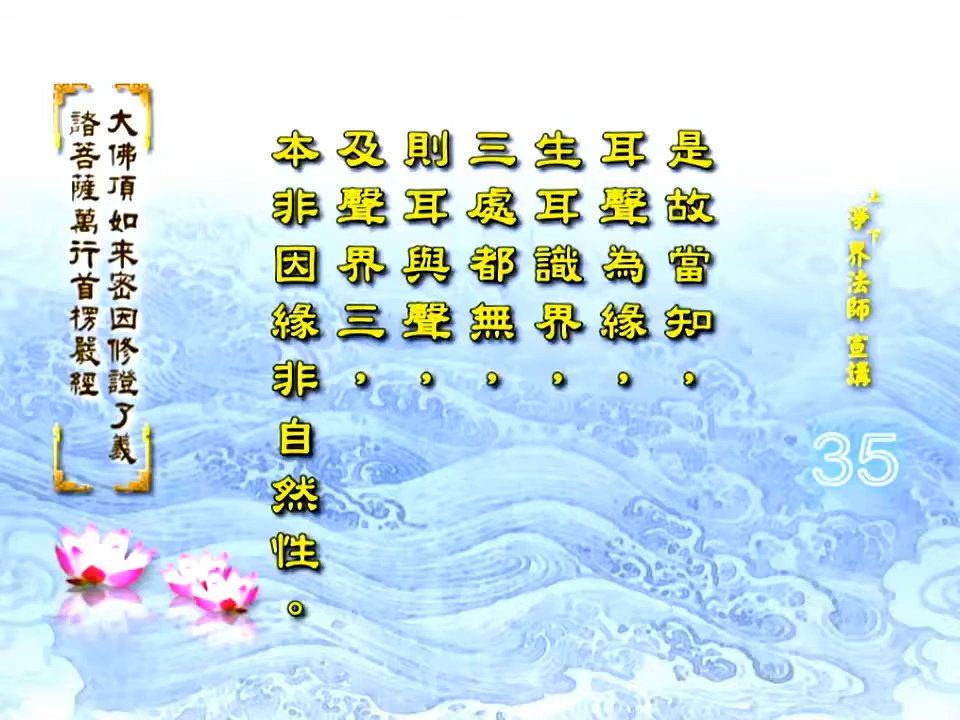 上淨下界法師 宣講
35
是故當知，
耳聲為緣，
生耳識界，
三處都無，
則耳與聲，
及聲界三，
本非因緣非自然性。
大佛頂如来密因修證了義
諸菩薩萬行首楞嚴經